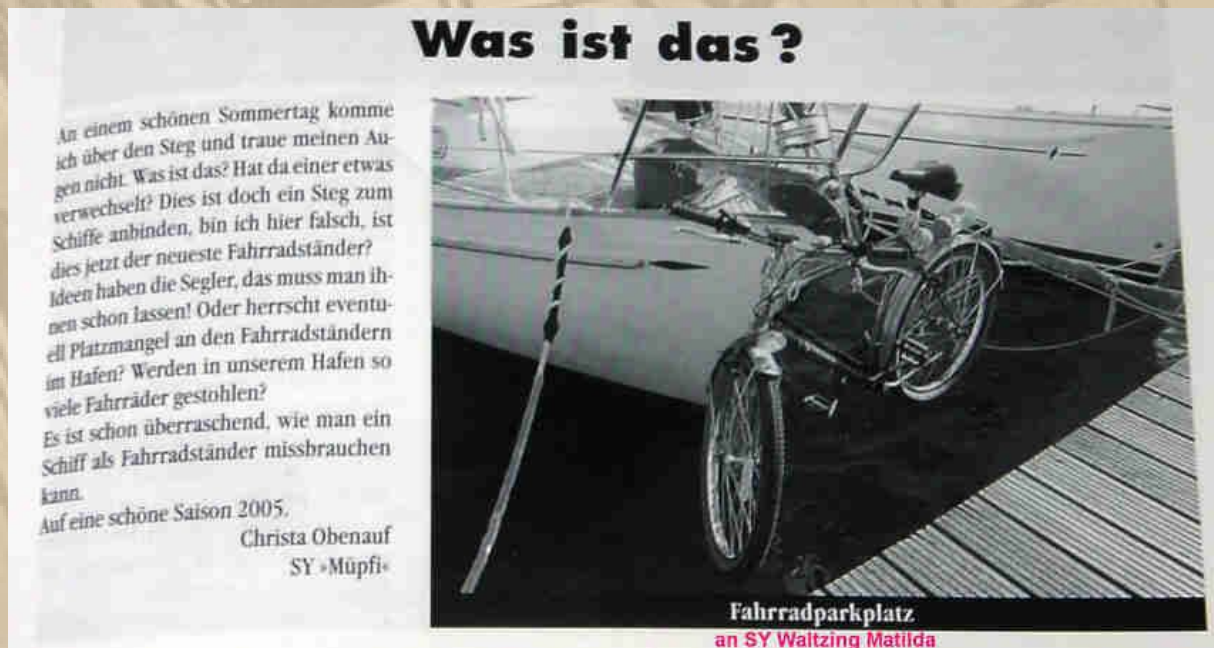 Was ist das?
An einem schönen Sommertag komme
ich über den Steg und traue meinen Au-
gen nicht. Was ist das? Hat da einer etwas
verwechselt? Dies ist doch ein Steg zum
Schiffe anbinden, bin ich hier falsch, ist
dies jetzt der neueste Fahrradständer?
Ideen haben die Segler, das muss man ih-
nen schon lassen! Oder herrscht eventu-
ell Platzmangel an den Fahrradständern
im Hafen? Werden in unserem Hafen so
viele Fahrräder gestohlen?
Es ist schon überraschend, wie man ein
Schiff als Fahrradständer missbrauchen
kann.
Auf eine schöne Saison 2005.
Christa Obenauf
SY »Müpfi«
Fahrradparkplatz
an SY Waltzing Matilda